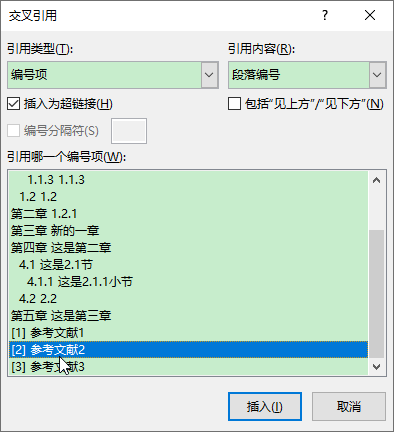 交叉引用
引用类型(T):
引用内容(R):
编号项
段落编号
插入为超链接(H)
包括“见上方”/“见下方”(N)
编号分隔符(S)
引用哪一个编号项(W):
1.1.3 1.1.3
1.2 1.2
第二章 1.2.1
第三章 新的一章
第四章 这是第二章
4.1 这是2.1节
4.1.1 这是2.1.1小节
4.2 2.2
第五章 这是第三章
[1] 参考文献1
[2] 参考文献2
[3] 参考文献3
插入(I)
取消